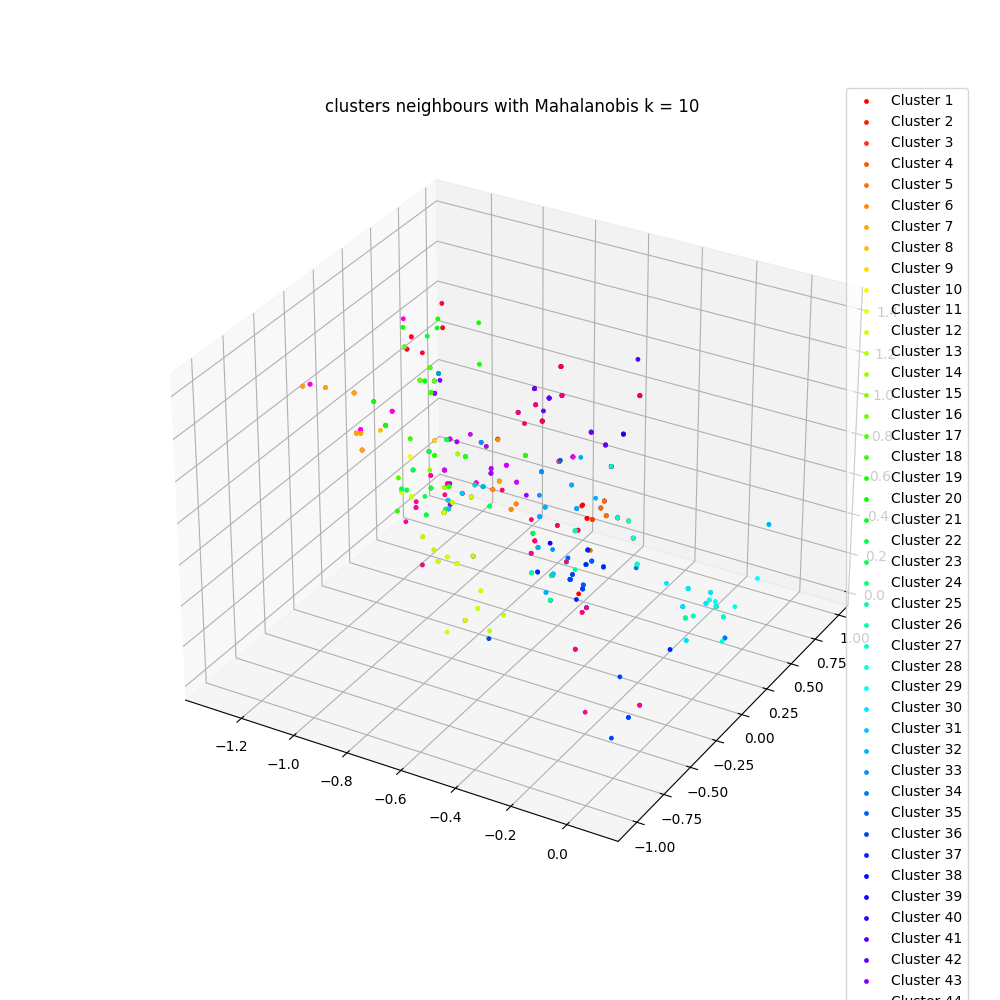 clusters neighbours with Mahalanobis k = 10
Cluster 1
Cluster 2
Cluster 3
Cluster 4
Cluster 5
Cluster 6
Cluster 7
Cluster 8
Cluster 9
Cluster 10
Cluster 11
Cluster 12
Cluster 13
Cluster 14
Cluster 15
Cluster 16
Cluster 17
Cluster 18
Cluster 19
Cluster 20
Cluster 21
Cluster 22
Cluster 23
Cluster 24
Cluster 25
Cluster 26
Cluster 27
Cluster 28
Cluster 29
Cluster 30
Cluster 31
Cluster 32
Cluster 33
Cluster 34
Cluster 35
Cluster 36
Cluster 37
Cluster 38
Cluster 39
Cluster 40
Cluster 41
Cluster 42
Cluster 43
Cluster 44
1.2
1.0
0.8
0.6
0.4
0.2
0.0
1.00
0.75
0.50
0.25
0.00
−0.25
−0.50
−0.75
−1.00
−1.2
−1.0
−0.8
−0.6
−0.4
−0.2
0.0